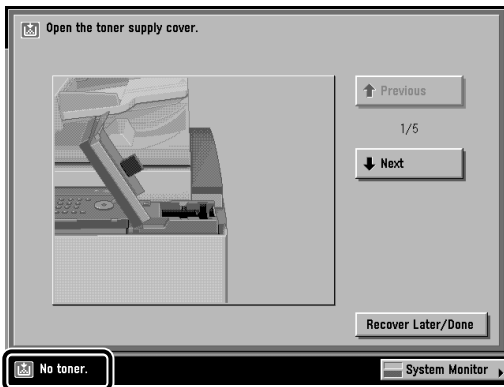 Open the toner supply cover.
Previous
1/5
Next
Recover Later/Done
No toner.
System Monitor